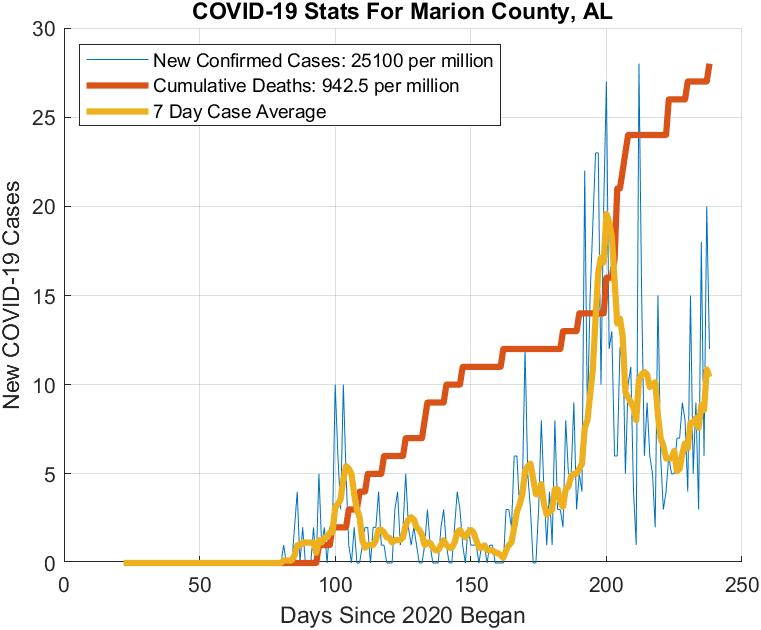 COVID-19 Stats For Marion County, AL
New Confirmed Cases: 25100 per million
Cumulative Deaths: 942.5 per million
7 Day Case Average
New COVID-19 Cases
30
25
20
15
10
5
0
0 50 100 150 200 250
Days Since 2020 Began